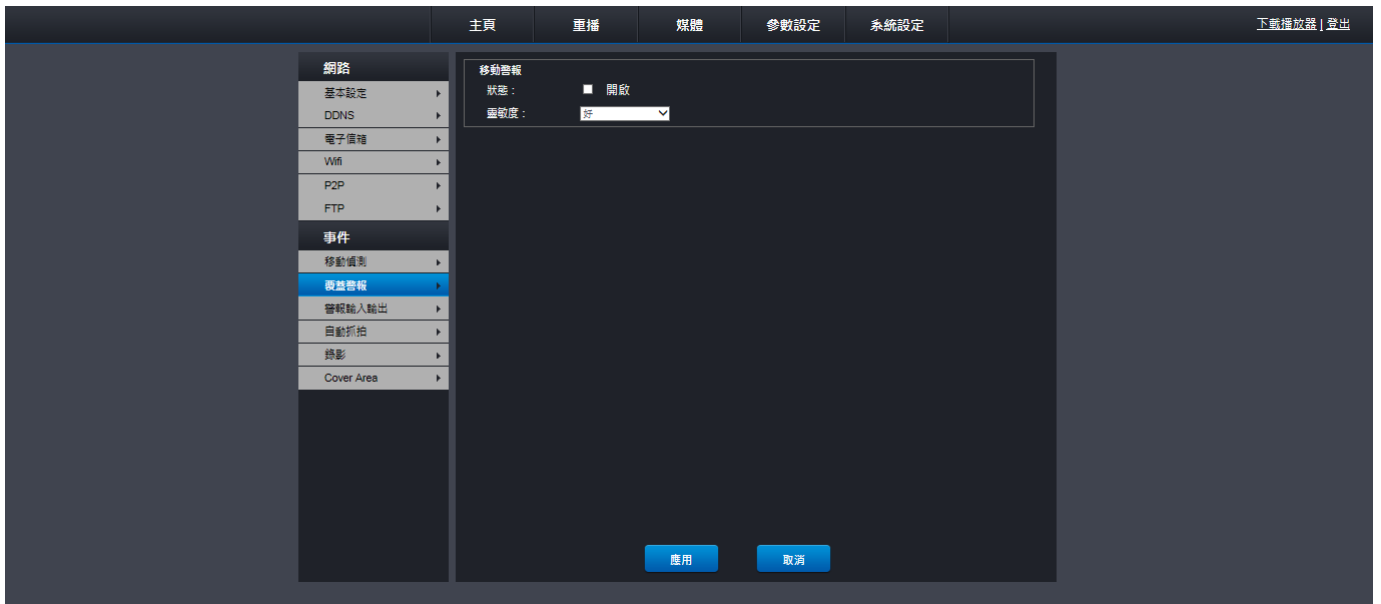 主頁 重播 媒體 參數設定 系統設定 下載播放器 | 登出
網路
基本設定
DDNS
電子信箱
Wifi
P2P
FTP
事件
移動偵測
覆蓋警報
警報輸入輸出
自動抓拍
錄影
Cover Area
移動警報
狀態：
開啟
靈敏度：
好
應用 取消